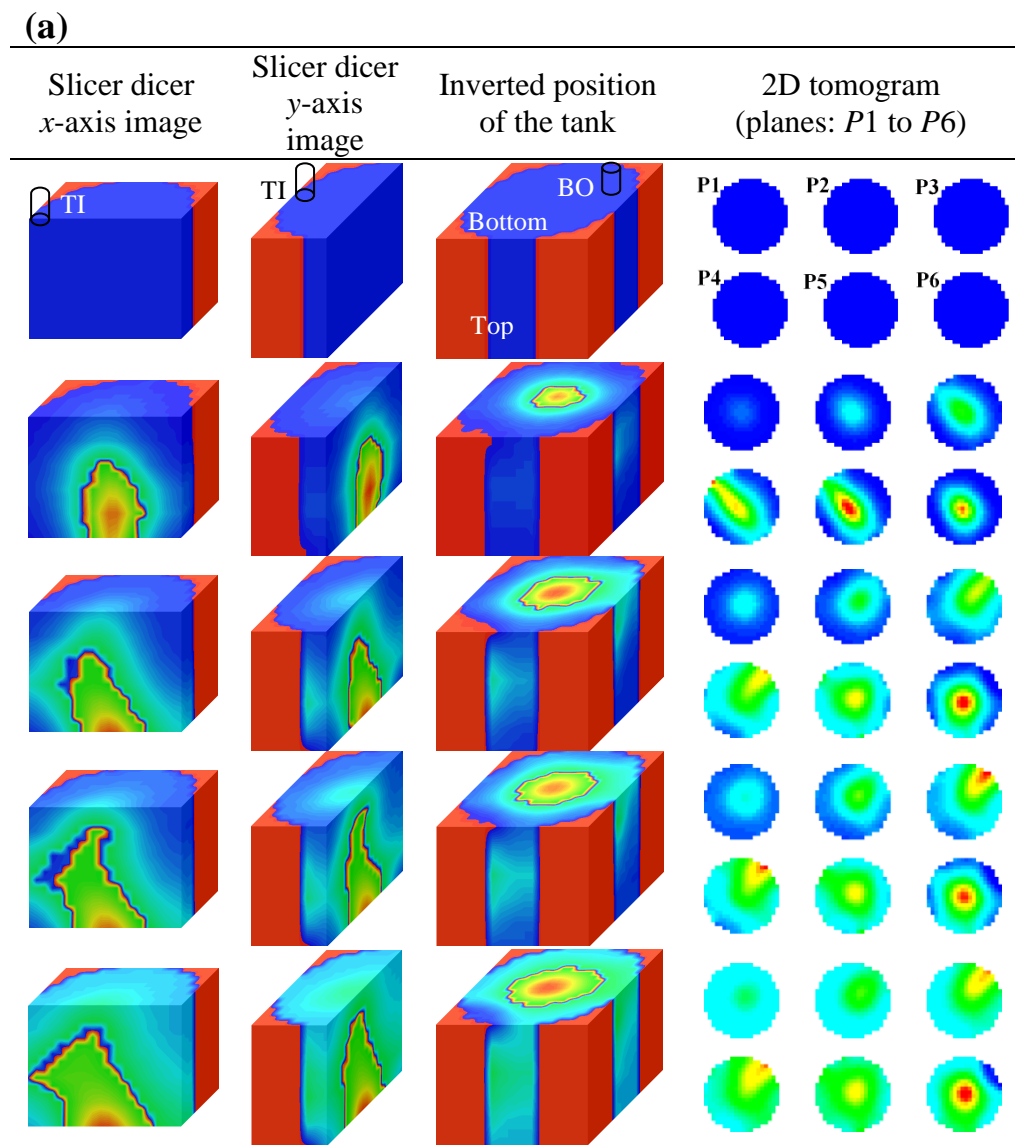 (a)
Slicer dicer
x-axis image
Slicer dicer
y-axis
image
Inverted position
of the tank
2D tomogram
(planes: P1 to P6)
TI
TI
BO
Bottom
Top
P1
P2
P3
P4
P5
P6